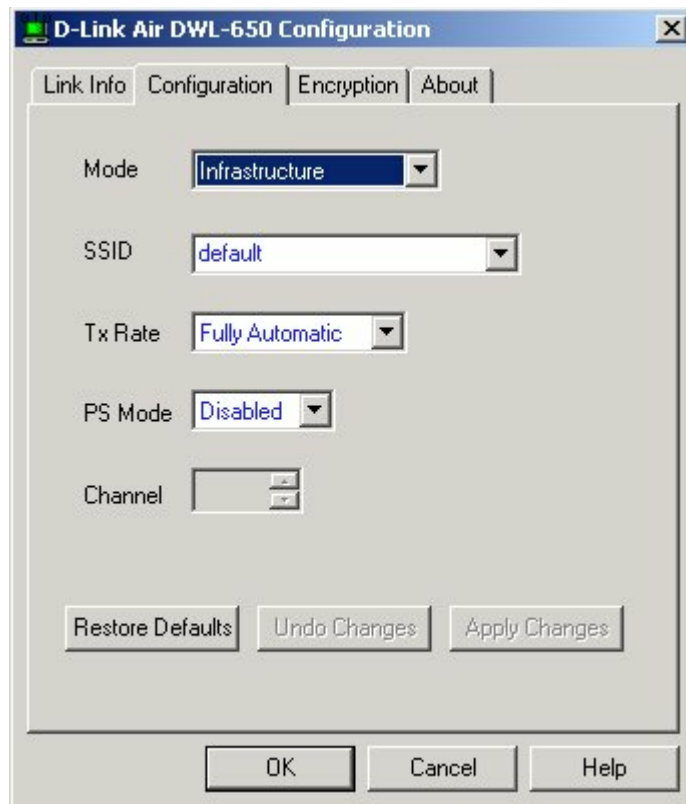 D-Link Air DWL-650 Configuration
Link Info Configuration Encryption About
Mode Infrastructure
SSID default
Tx Rate Fully Automatic
PS Mode Disabled
Channel
Restore Defaults Undo Changes Apply Changes
OK Cancel Help